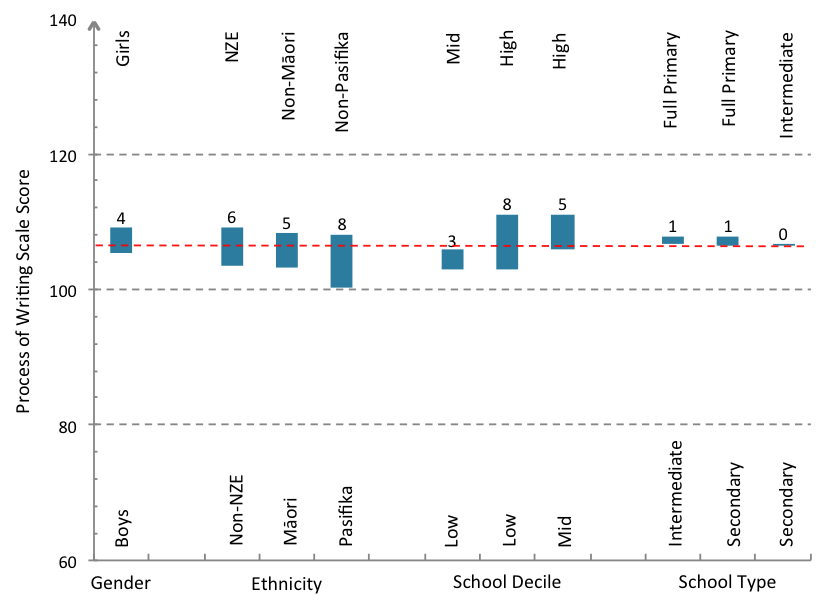 140
120
100
80
60
Process of Writing Scale Score
Girls
NZE
Non-Māori
Non-Pasifika
Mid
High
High
Full Primary
Full Primary
Intermediate
4
6
5
8
3
8
5
1
1
0
Boys
Non-NZE
Māori
Pasifika
Low
Low
Mid
Intermediate
Secondary
Secondary
Gender
Ethnicity
School Decile
School Type